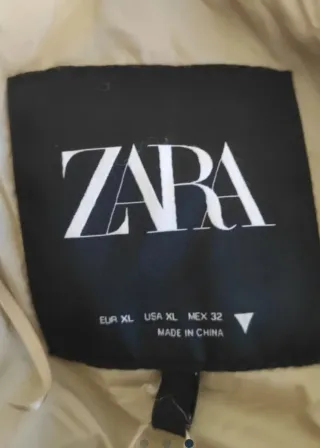 ZARA
EUR XL USA XL MEX 32
MADE IN CHINA